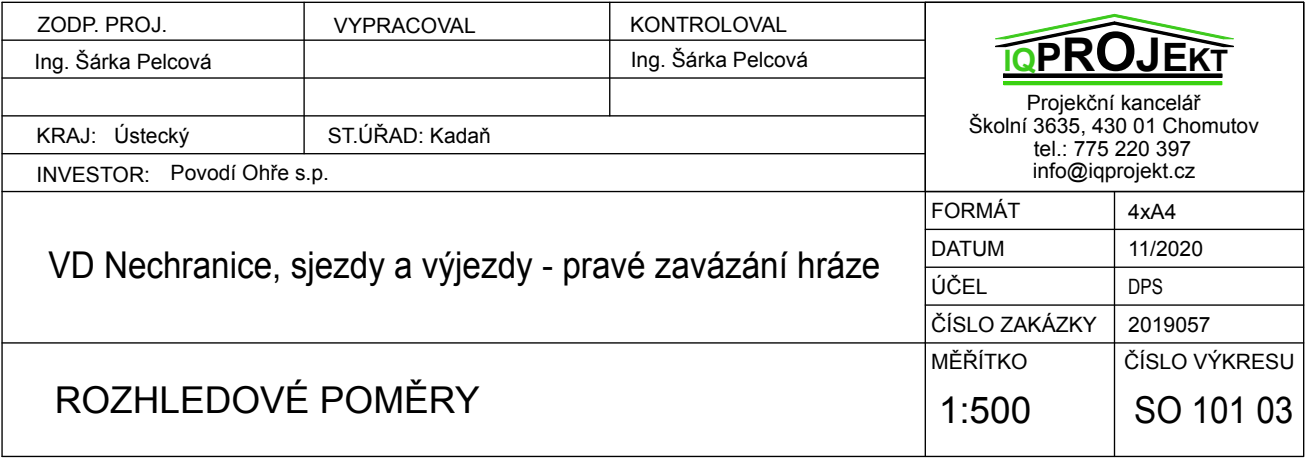 ZODP. PROJ. VYPRACOVAL KONTROLOVAL
Ing. Šárka Pelcová Ing. Šárka Pelcová
KRAJ: Ústecký ST.ÚŘAD: Kadaň
INVESTOR: Povodí Ohře s.p.
IQPROJEKT
Projekční kancelář
Školní 3635, 430 01 Chomutov
tel.: 775 220 397
info@iqprojekt.cz
VD Nechranice, sjezdy a výjezdy - pravé zavázání hráze
FORMÁT 4xA4
DATUM 11/2020
ÚČEL DPS
ČÍSLO ZAKÁZKY 2019057
ROZHLEDOVÉ POMĚRY
MĚŘÍTKO ČÍSLO VÝKRESU
1:500 SO 101 03